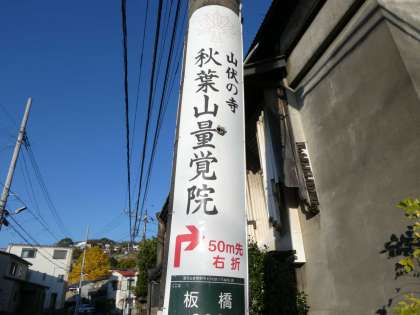 山伏の寺
秋葉山量覚院
50m先
右折
板橋